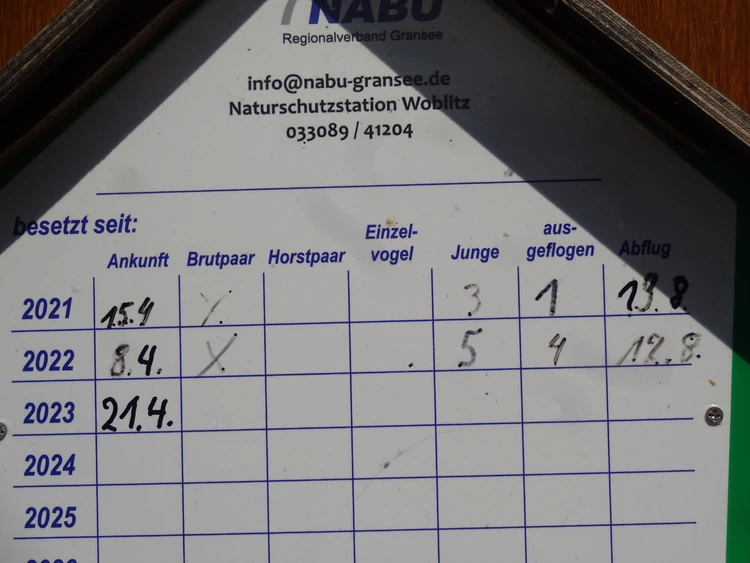 NABU
Regionalverband Gransee
info@nabu-gransee.de
Naturschutzstation Woblitz
033089 / 41204
besetzt seit:
Ankunft Brutpaar Horstpaar Einzel-vogel Junge aus-geflogen Abflug
2021 15.4 X 3 1 13.8.
2022 8.4. X 5 4 12.8.
2023 21.4.
2024
2025